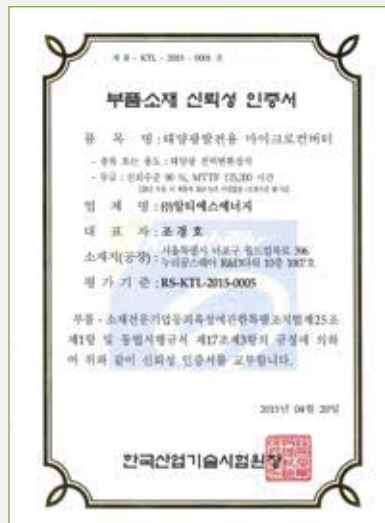 제 품 - KTL - 2015 - 0001 호
부품·소재 신뢰성 인증서
품 목 명 : 태양광발전용 마이크로컨버터
- 종류 또는 용도 : 태양광 전력변환장치
- 등급 : 신뢰수준 90 %, MTTF 175,200 시간
업 체 명 : ㈜알티에스에너지
대 표 자 : 조경호
소재지(공장) : 서울특별시 마포구 월드컵북로 396
누리꿈스퀘어 R&D타워 10층 1007호
평 가 기 준 : RS-KTL-2015-0005
부품 · 소재전문기업등의육성에관한특별조치법제25조
제1항 및 동법시행규칙 제17조제3항의 규정에 의하
여 위와 같이 신뢰성 인증서를 교부합니다.
2015년 04월 20일
한국산업기술시험원장